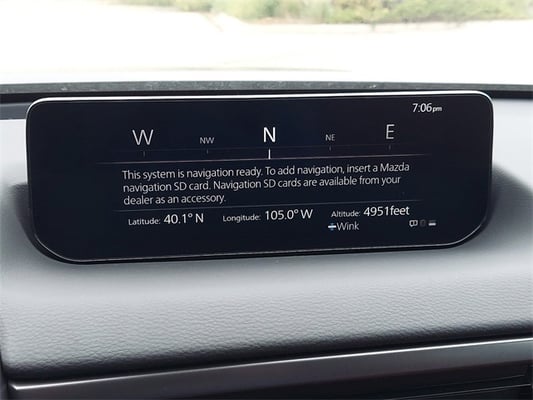 7:06pm
W NW N NE E
This system is navigation ready. To add navigation, insert a Mazda
navigation SD card. Navigation SD cards are available from your
dealer as an accessory.
Latitude: 40.1° N Longitude: 105.0° W Altitude: 4951feet
Wink